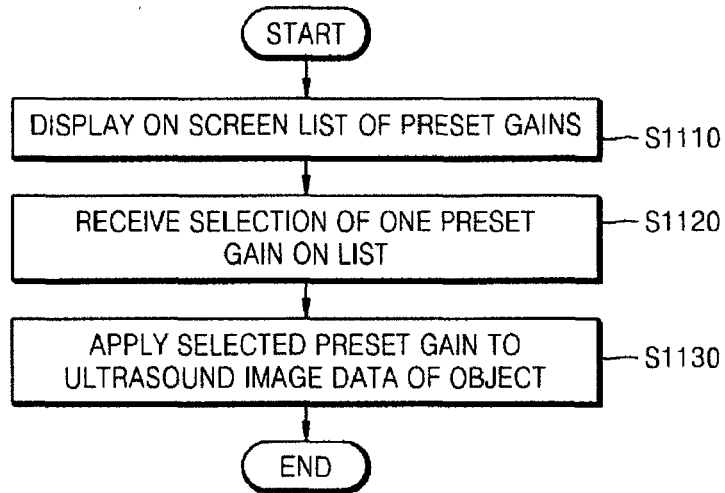 START
DISPLAY ON SCREEN LIST OF PRESET GAINS
S1110
RECEIVE SELECTION OF ONE PRESET
GAIN ON LIST
S1120
APPLY SELECTED PRESET GAIN TO
ULTRASOUND IMAGE DATA OF OBJECT
S1130
END